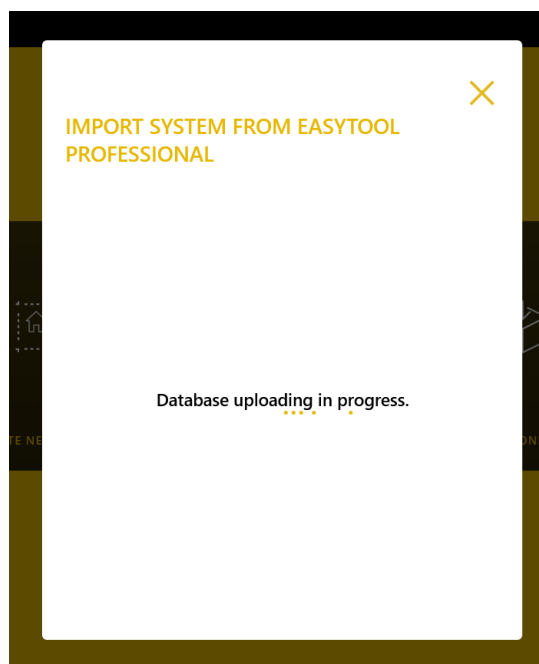 IMPORT SYSTEM FROM EASYTOOL
PROFESSIONAL
Database uploading in progress.